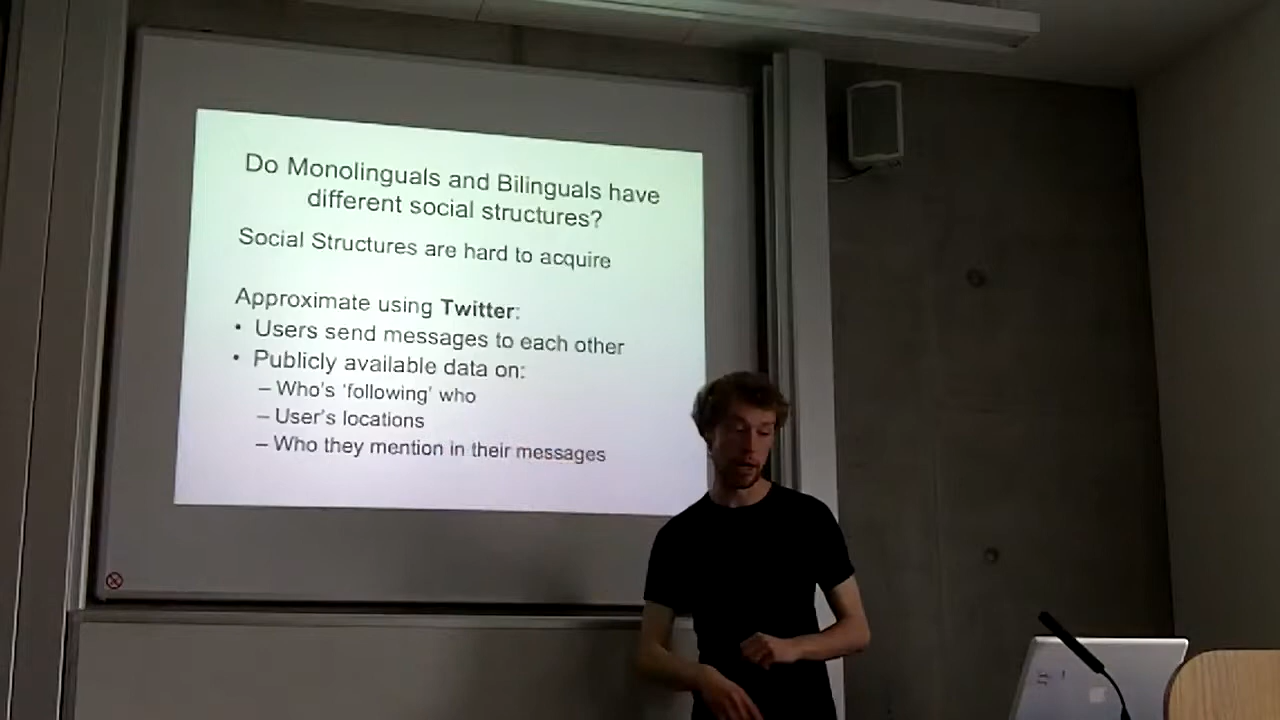 Do Monolinguals and Bilinguals have
different social structures?
Social Structures are hard to acquire
Approximate using Twitter:
• Users send messages to each other
• Publicly available data on:
– Who's 'following' who
– User's locations
– Who they mention in their messages